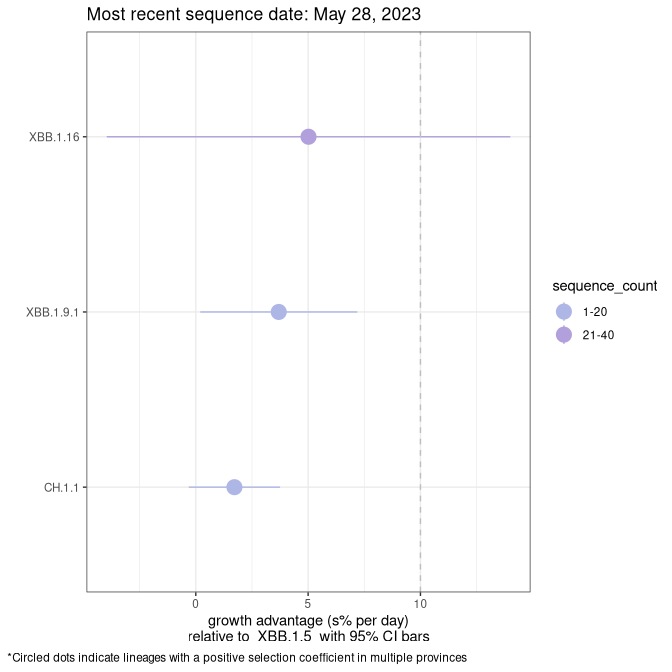 Most recent sequence date: May 28, 2023
XBB.1.16
XBB.1.9.1
CH.1.1
sequence_count
1-20
21-40
0 5 10
growth advantage (s% per day)
relative to  XBB.1.5  with 95% CI bars
*Circled dots indicate lineages with a positive selection coefficient in multiple provinces